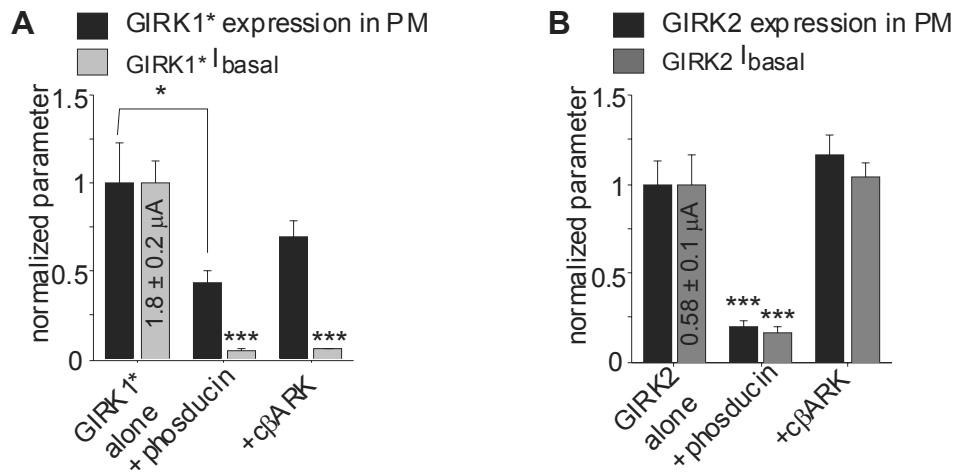 A
GIRK1* expression in PM
GIRK1* I basal
*
1.5
1
0.5
0
normalized parameter
1.8 ± 0.2 µA
***
***
GIRK1*
alone
+ phosducin
+cβARK
B
GIRK2 expression in PM
GIRK2 I basal
1.5
1
0.5
0
normalized parameter
0.58 ± 0.1 µA
*** ***
GIRK2
alone
+ phosducin
+cβARK